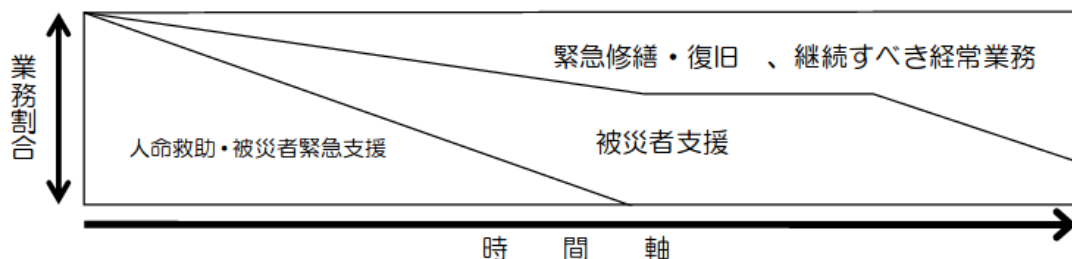 業務割合
緊急修繕・復旧　、継続すべき経常業務
人命救助・被災者緊急支援
被災者支援
時　間　軸